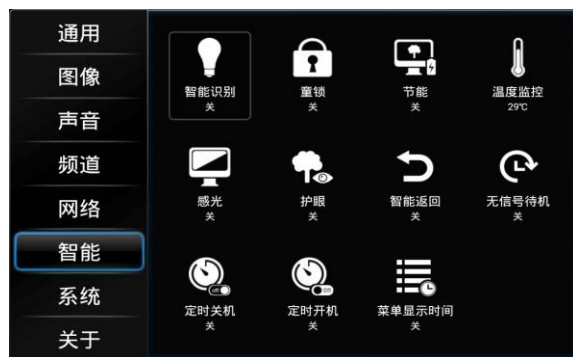 通用
图像
声音
频道
网络
智能
系统
关于
智能识别
关
童锁
关
节能
关
温度监控
29℃
感光
关
护眼
关
智能返回
关
无信号待机
关
定时关机
关
定时开机
关
菜单显示时间
关